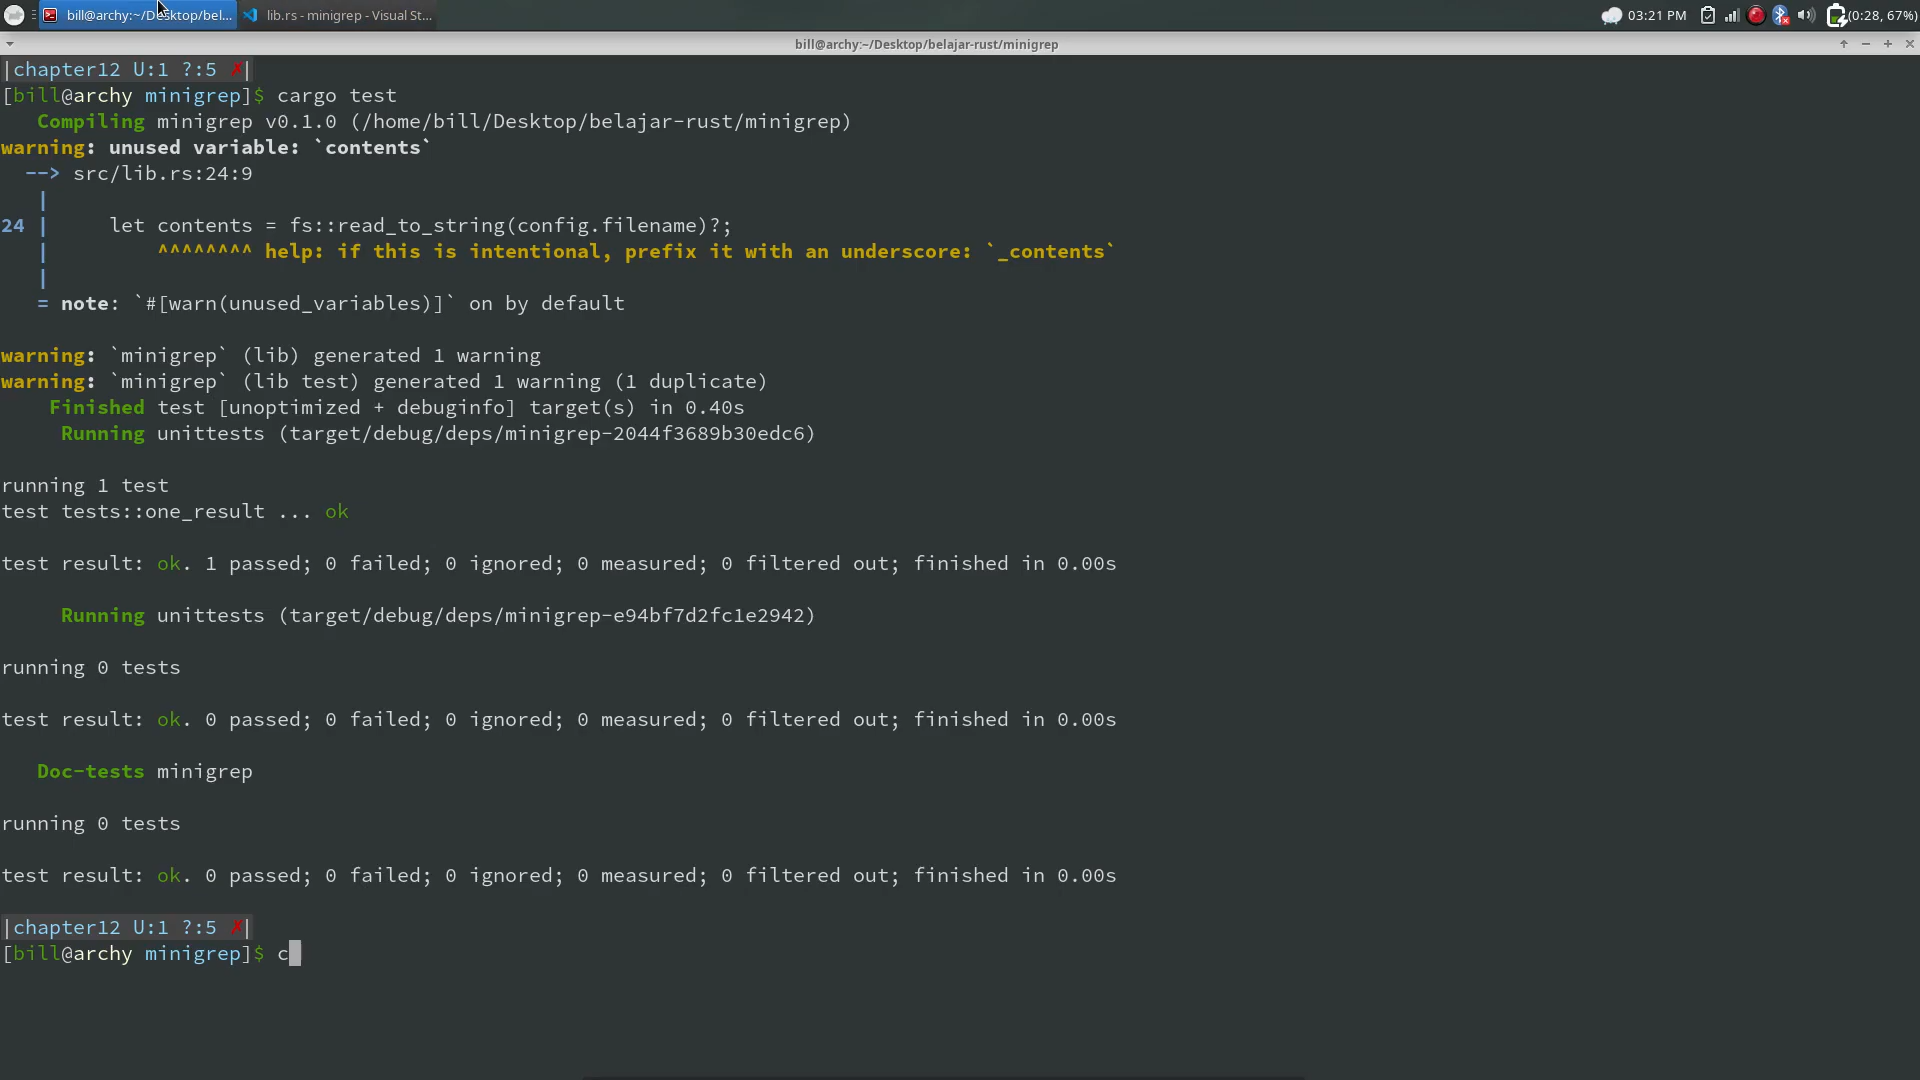 bill@archy:~/Desktop/bel...
lib.rs - minigrep - Visual St...
03:21 PM
(0:28, 67%)
bill@archy:~/Desktop/belajar-rust/minigrep
|chapter12 U:1 ?:5 ✗|
[bill@archy minigrep]$ cargo test
Compiling minigrep v0.1.0 (/home/bill/Desktop/belajar-rust/minigrep)
warning: unused variable: `contents`
--> src/lib.rs:24:9
|
24 |     let contents = fs::read_to_string(config.filename)?;
|         ^^^^^^^^ help: if this is intentional, prefix it with an underscore: `_contents`
|
= note: `#[warn(unused_variables)]` on by default
warning: `minigrep` (lib) generated 1 warning
warning: `minigrep` (lib test) generated 1 warning (1 duplicate)
Finished test [unoptimized + debuginfo] target(s) in 0.40s
Running unittests (target/debug/deps/minigrep-2044f3689b30edc6)
running 1 test
test tests::one_result ... ok
test result: ok. 1 passed; 0 failed; 0 ignored; 0 measured; 0 filtered out; finished in 0.00s
Running unittests (target/debug/deps/minigrep-e94bf7d2fc1e2942)
running 0 tests
test result: ok. 0 passed; 0 failed; 0 ignored; 0 measured; 0 filtered out; finished in 0.00s
Doc-tests minigrep
running 0 tests
test result: ok. 0 passed; 0 failed; 0 ignored; 0 measured; 0 filtered out; finished in 0.00s
|chapter12 U:1 ?:5 ✗|
[bill@archy minigrep]$ c